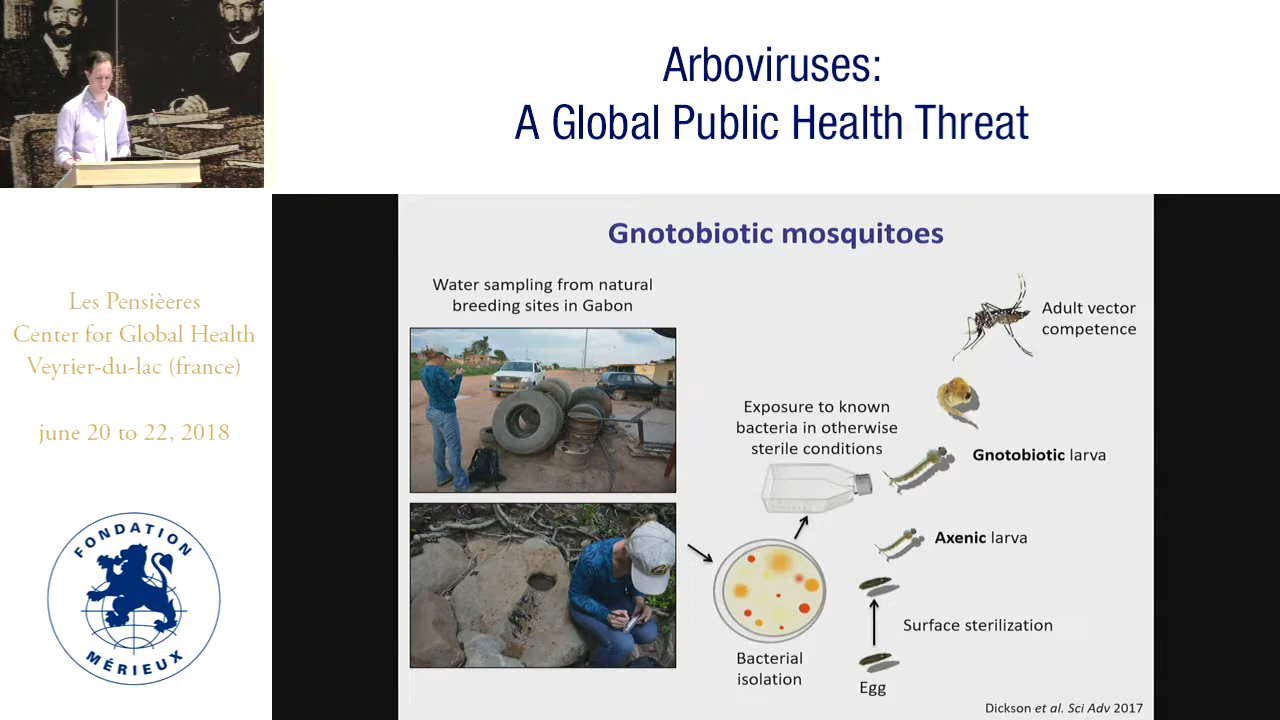 Arboviruses:
A Global Public Health Threat
Les Pensièeres
Center for Global Health
Veyrier-du-lac (france)
june 20 to 22, 2018
FONDATION
MÉRIEUX
Gnotobiotic mosquitoes
Water sampling from natural
breeding sites in Gabon
Adult vector
competence
Exposure to known
bacteria in otherwise
sterile conditions
Gnotobiotic larva
Axenic larva
Surface sterilization
Bacterial
isolation
Egg
Dickson et al. Sci Adv 2017